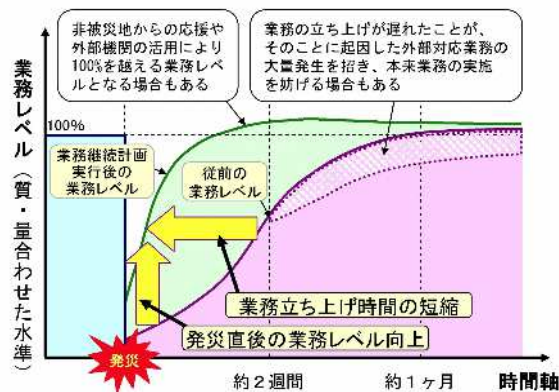 非被災地からの応援や
外部機関の活用により
100%を越える業務レベ
ルとなる場合もある
業務の立ち上げが遅れたことが、
そのことに起因した外部対応業務の
大量発生を招き、本来業務の実施
を妨げる場合もある
業務レベル（質・量合わせた水準）
100%
業務継続計画
実行後の
業務レベル
従前の
業務レベル
業務立ち上げ時間の短縮
発災直後の業務レベル向上
発災
約２週間
約１ヶ月
時間軸